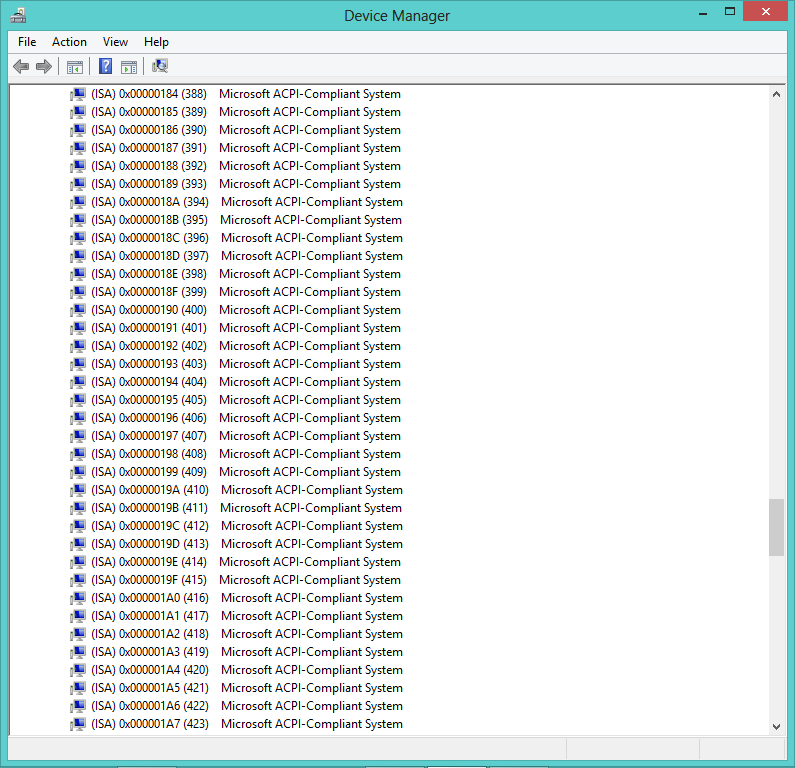 Device Manager
File Action View Help
(ISA) 0x00000184 (388) Microsoft ACPI-Compliant System
(ISA) 0x00000185 (389) Microsoft ACPI-Compliant System
(ISA) 0x00000186 (390) Microsoft ACPI-Compliant System
(ISA) 0x00000187 (391) Microsoft ACPI-Compliant System
(ISA) 0x00000188 (392) Microsoft ACPI-Compliant System
(ISA) 0x00000189 (393) Microsoft ACPI-Compliant System
(ISA) 0x0000018A (394) Microsoft ACPI-Compliant System
(ISA) 0x0000018B (395) Microsoft ACPI-Compliant System
(ISA) 0x0000018C (396) Microsoft ACPI-Compliant System
(ISA) 0x0000018D (397) Microsoft ACPI-Compliant System
(ISA) 0x0000018E (398) Microsoft ACPI-Compliant System
(ISA) 0x0000018F (399) Microsoft ACPI-Compliant System
(ISA) 0x00000190 (400) Microsoft ACPI-Compliant System
(ISA) 0x00000191 (401) Microsoft ACPI-Compliant System
(ISA) 0x00000192 (402) Microsoft ACPI-Compliant System
(ISA) 0x00000193 (403) Microsoft ACPI-Compliant System
(ISA) 0x00000194 (404) Microsoft ACPI-Compliant System
(ISA) 0x00000195 (405) Microsoft ACPI-Compliant System
(ISA) 0x00000196 (406) Microsoft ACPI-Compliant System
(ISA) 0x00000197 (407) Microsoft ACPI-Compliant System
(ISA) 0x00000198 (408) Microsoft ACPI-Compliant System
(ISA) 0x00000199 (409) Microsoft ACPI-Compliant System
(ISA) 0x0000019A (410) Microsoft ACPI-Compliant System
(ISA) 0x0000019B (411) Microsoft ACPI-Compliant System
(ISA) 0x0000019C (412) Microsoft ACPI-Compliant System
(ISA) 0x0000019D (413) Microsoft ACPI-Compliant System
(ISA) 0x0000019E (414) Microsoft ACPI-Compliant System
(ISA) 0x0000019F (415) Microsoft ACPI-Compliant System
(ISA) 0x000001A0 (416) Microsoft ACPI-Compliant System
(ISA) 0x000001A1 (417) Microsoft ACPI-Compliant System
(ISA) 0x000001A2 (418) Microsoft ACPI-Compliant System
(ISA) 0x000001A3 (419) Microsoft ACPI-Compliant System
(ISA) 0x000001A4 (420) Microsoft ACPI-Compliant System
(ISA) 0x000001A5 (421) Microsoft ACPI-Compliant System
(ISA) 0x000001A6 (422) Microsoft ACPI-Compliant System
(ISA) 0x000001A7 (423) Microsoft ACPI-Compliant System